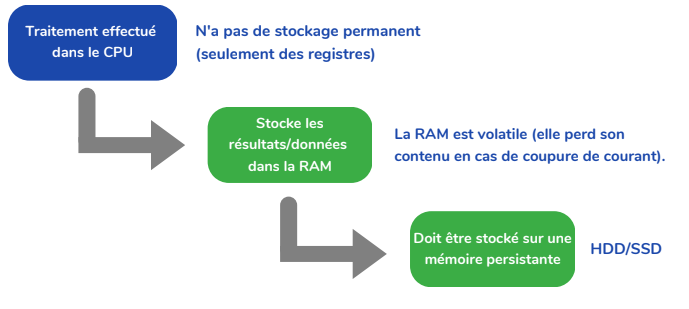 Traitement effectué
dans le CPU
N'a pas de stockage permanent
(seulement des registres)
Stocke les
résultats/données
dans la RAM
La RAM est volatile (elle perd son
contenu en cas de coupure de courant).
Doit être stocké sur une
mémoire persistante
HDD/SSD